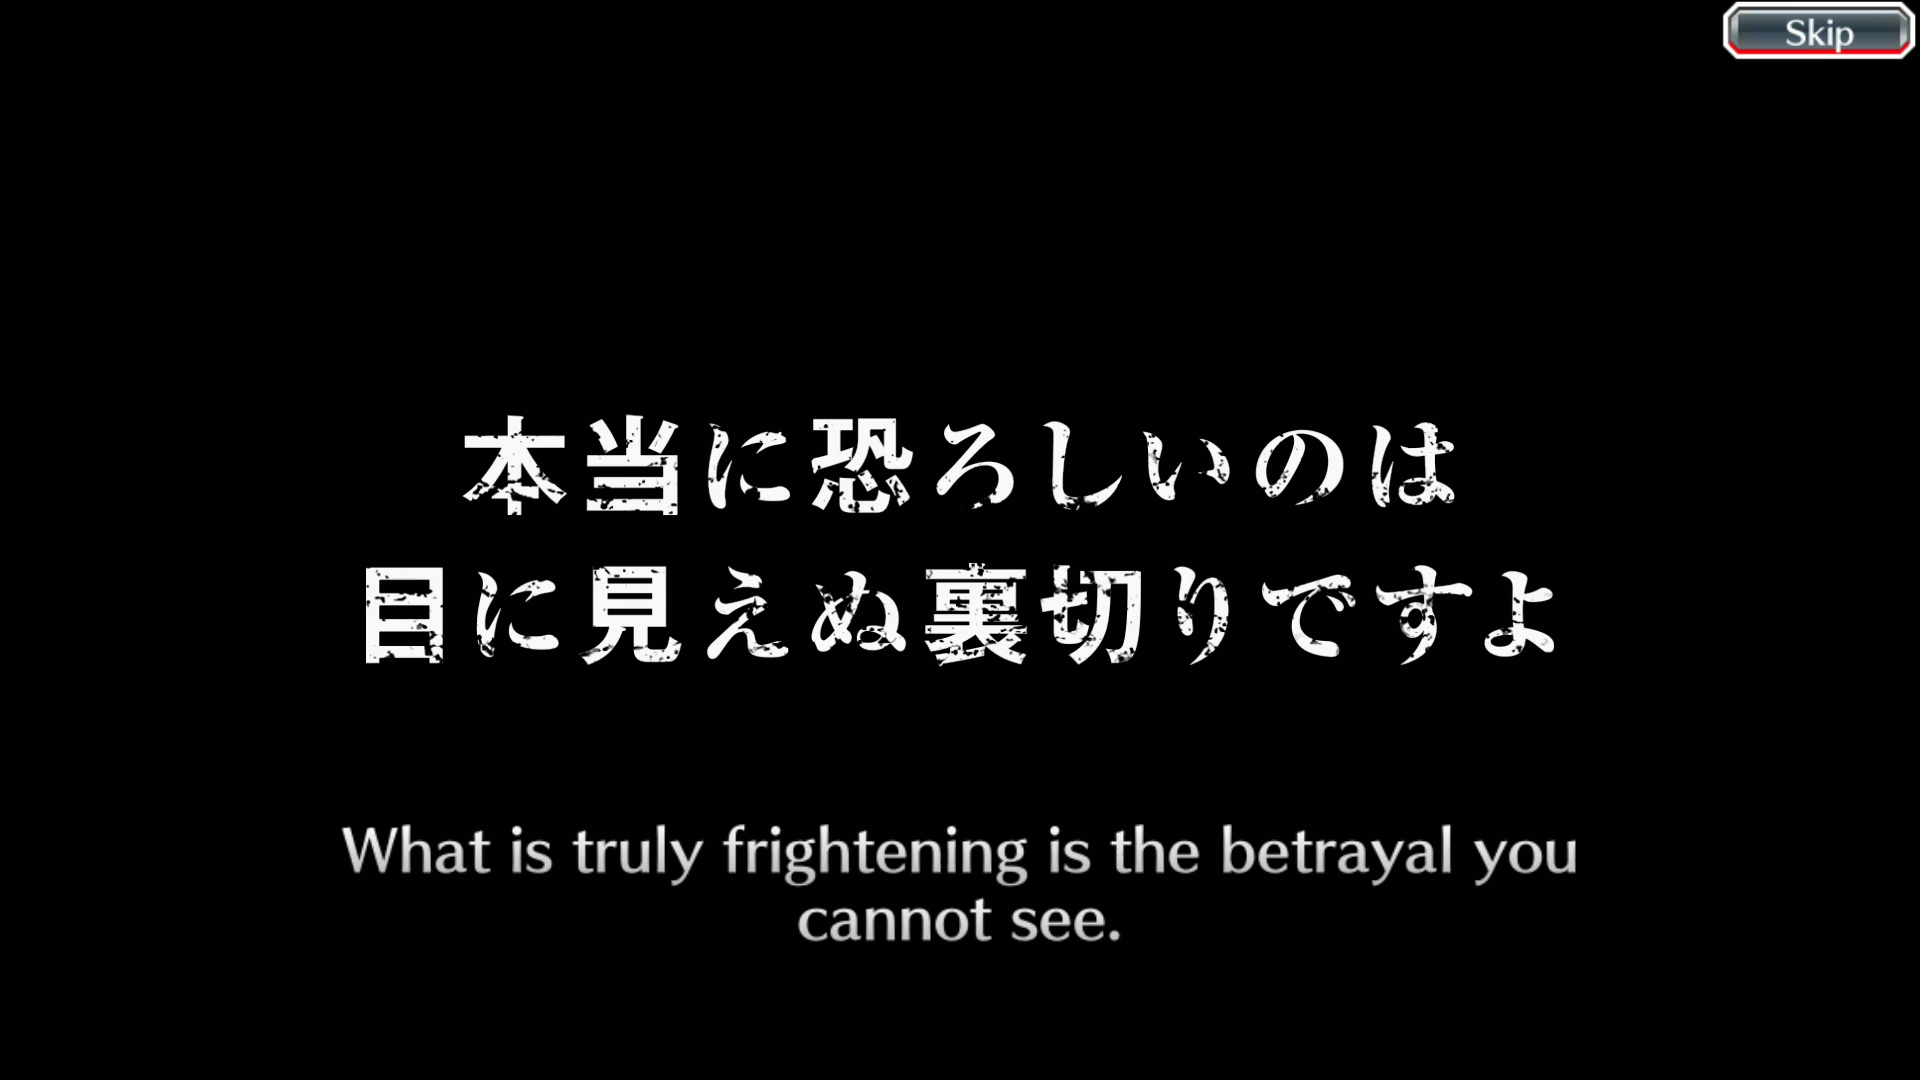 Skip
本当に恐ろしいのは
目に見えぬ裏切りですよ
What is truly frightening is the betrayal you
cannot see.